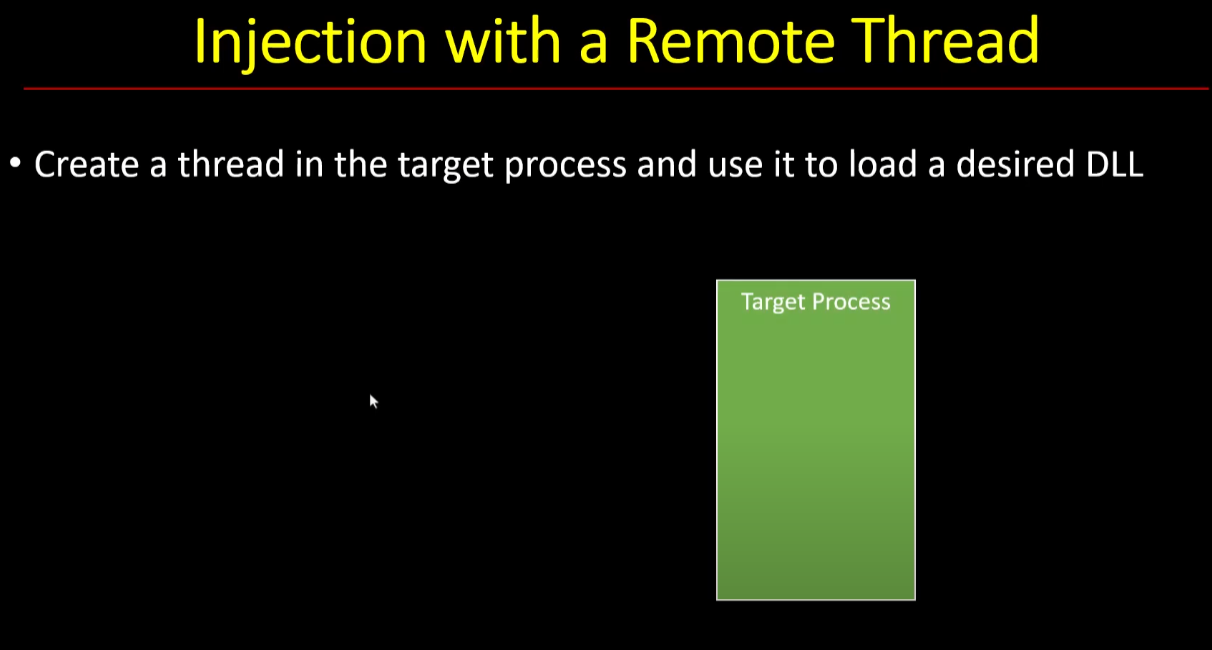 Injection with a Remote Thread
• Create a thread in the target process and use it to load a desired DLL
Target Process